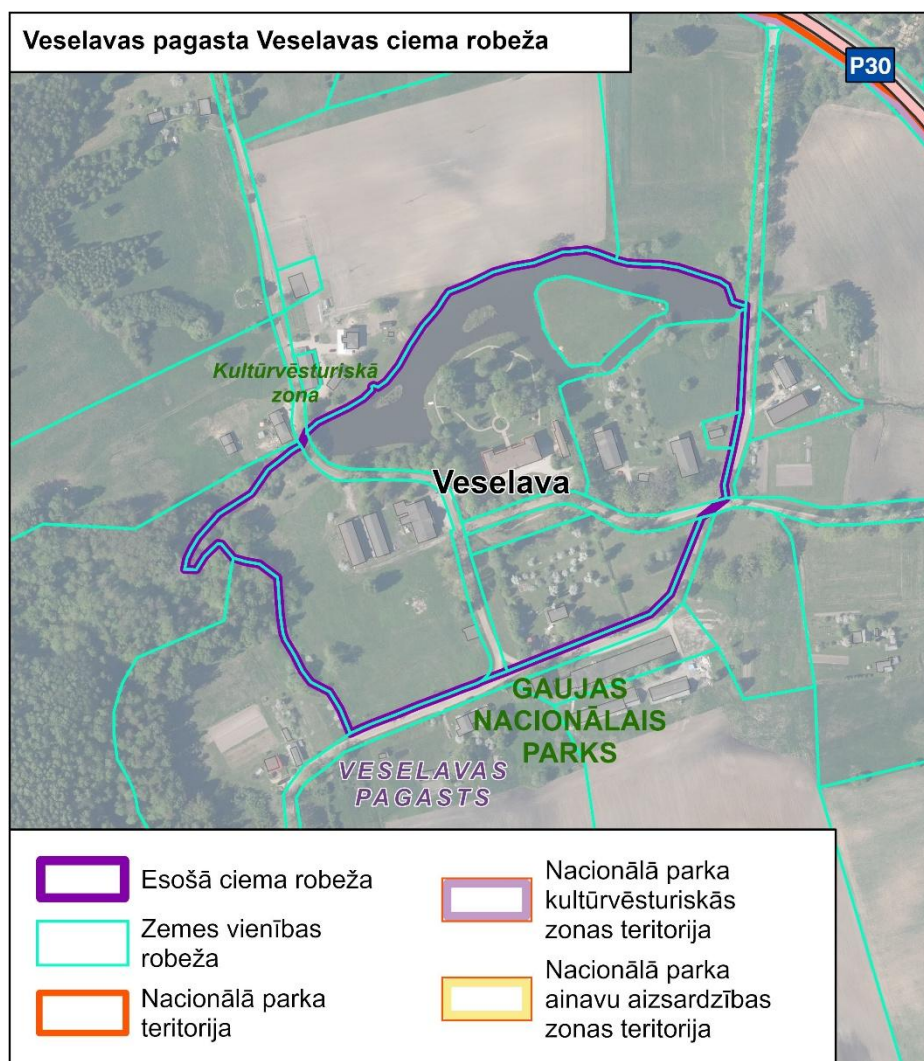 Veselavas pagasta Veselavas ciema robeža
P30
Kultūrvēsturiskā
zona
Veselava
GAUJAS
NACIONĀLAIS
PARKS
VESELAVAS
PAGASTS
Esošā ciema robeža
Zemes vienības
robeža
Nacionālā parka
teritorija
Nacionālā parka
kultūrvēsturiskās
zonas teritorija
Nacionālā parka
ainavu aizsardzības
zonas teritorija